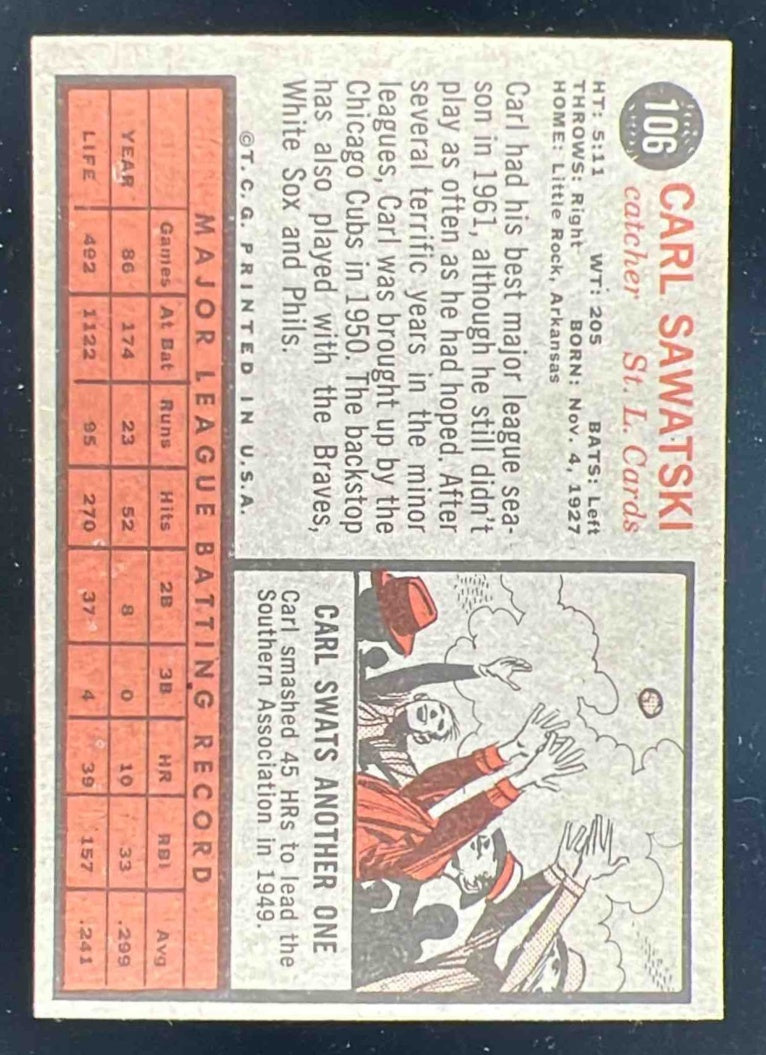 106
CARL SAWATSKI
catcher St. L. Cards
HT: 5:11 WT: 205 BATS: Left
THROWS: Right BORN: Nov. 4, 1927
HOME: Little Rock, Arkansas
Carl had his best major league sea-
son in 1961, although he still didn't
play as often as he had hoped. After
several terrific years in the minor
leagues, Carl was brought up by the
Chicago Cubs in 1950. The backstop
has also played with the Braves,
White Sox and Phils.
©T.C.G. PRINTED IN U.S.A.
CARL SWATS ANOTHER ONE
Carl smashed 45 HRs to lead the
Southern Association in 1949.
MAJOR LEAGUE BATTING RECORD
Games At Bat Runs Hits 2B 3B HR RBI Avg
YEAR 86 174 23 52 8 0 10 33 .299
LIFE 492 1122 95 270 37 4 39 157 .241